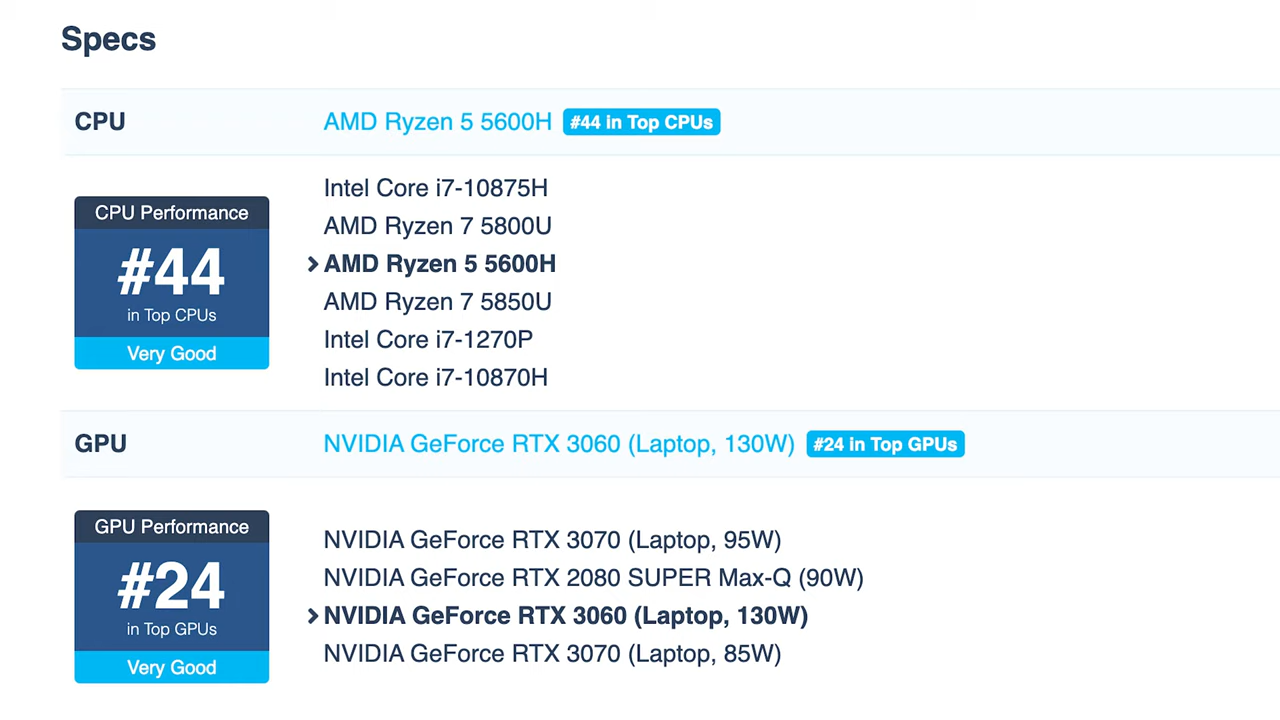 Specs
CPU
AMD Ryzen 5 5600H #44 in Top CPUs
CPU Performance
#44
in Top CPUs
Very Good
Intel Core i7-10875H
AMD Ryzen 7 5800U
AMD Ryzen 5 5600H
AMD Ryzen 7 5850U
Intel Core i7-1270P
Intel Core i7-10870H
GPU
NVIDIA GeForce RTX 3060 (Laptop, 130W) #24 in Top GPUs
GPU Performance
#24
in Top GPUs
Very Good
NVIDIA GeForce RTX 3070 (Laptop, 95W)
NVIDIA GeForce RTX 2080 SUPER Max-Q (90W)
NVIDIA GeForce RTX 3060 (Laptop, 130W)
NVIDIA GeForce RTX 3070 (Laptop, 85W)